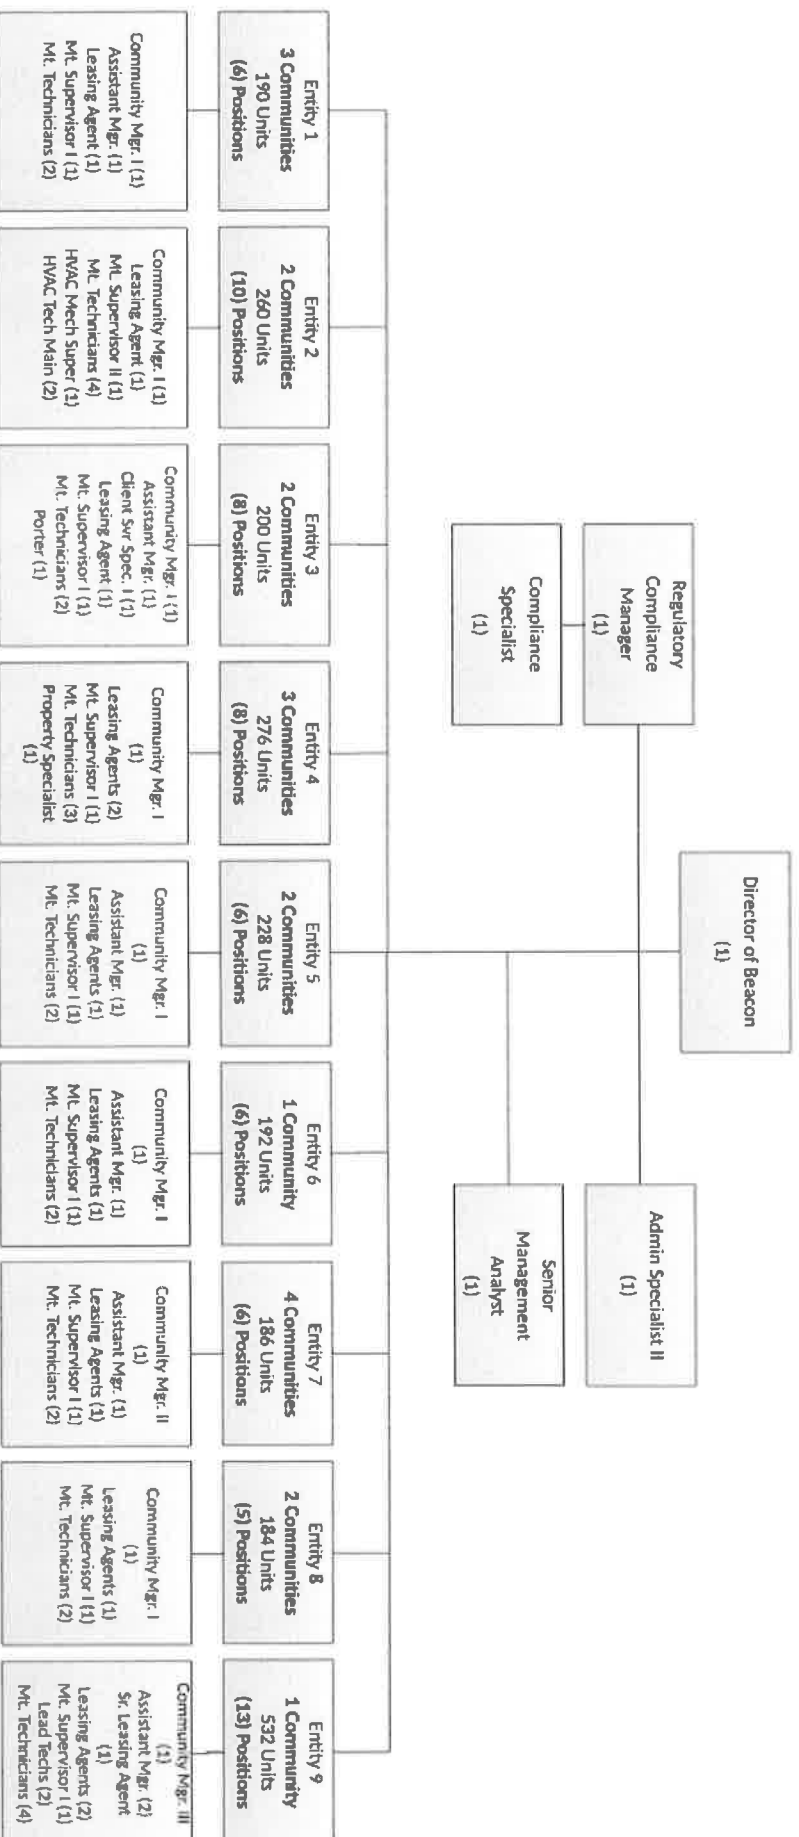 Director of Beacon
(1)
Regulatory
Compliance
Manager
(1)
Admin Specialist II
(1)
Compliance
Specialist
(1)
Senior
Management
Analyst
(1)
Entity 1
3 Communities
190 Units
(6) Positions
Entity 2
2 Communities
260 Units
(10) Positions
Entity 3
2 Communities
200 Units
(8) Positions
Entity 4
3 Communities
276 Units
(8) Positions
Entity 5
2 Communities
228 Units
(6) Positions
Entity 6
1 Community
192 Units
(6) Positions
Entity 7
4 Communities
186 Units
(6) Positions
Entity 8
2 Communities
184 Units
(5) Positions
Entity 9
1 Community
532 Units
(13) Positions
Community Mgr. I (1)
Assistant Mgr. (1)
Leasing Agent (1)
Mt. Supervisor I (1)
Mt. Technicians (2)
Community Mgr. I (1)
Leasing Agent (1)
Mt. Supervisor II (1)
Mt. Technicians (4)
HVAC Mech Super (1)
HVAC Tech Main (2)
Community Mgr. I (1)
Assistant Mgr. (1)
Client Svr Spec. I (1)
Leasing Agent (1)
Mt. Supervisor I (1)
Mt. Technicians (2)
Porter (1)
Community Mgr. I
(1)
Leasing Agents (2)
Mt. Supervisor I (1)
Mt. Technicians (3)
Property Specialist
(1)
Community Mgr. I
(1)
Assistant Mgr. (1)
Leasing Agents (1)
Mt. Supervisor I (1)
Mt. Technicians (2)
Community Mgr. I
(1)
Assistant Mgr. (1)
Leasing Agents (1)
Mt. Supervisor I (1)
Mt. Technicians (2)
Community Mgr. II
(1)
Assistant Mgr. (1)
Leasing Agents (1)
Mt. Supervisor I (1)
Mt. Technicians (2)
Community Mgr. I
(1)
Leasing Agents (1)
Mt. Supervisor I (1)
Mt. Technicians (2)
Community Mgr. III
(1)
Assistant Mgr. (2)
Sr. Leasing Agent
(1)
Leasing Agents (2)
Mt. Supervisor I (1)
Lead Techs (2)
Mt. Technicians (4)